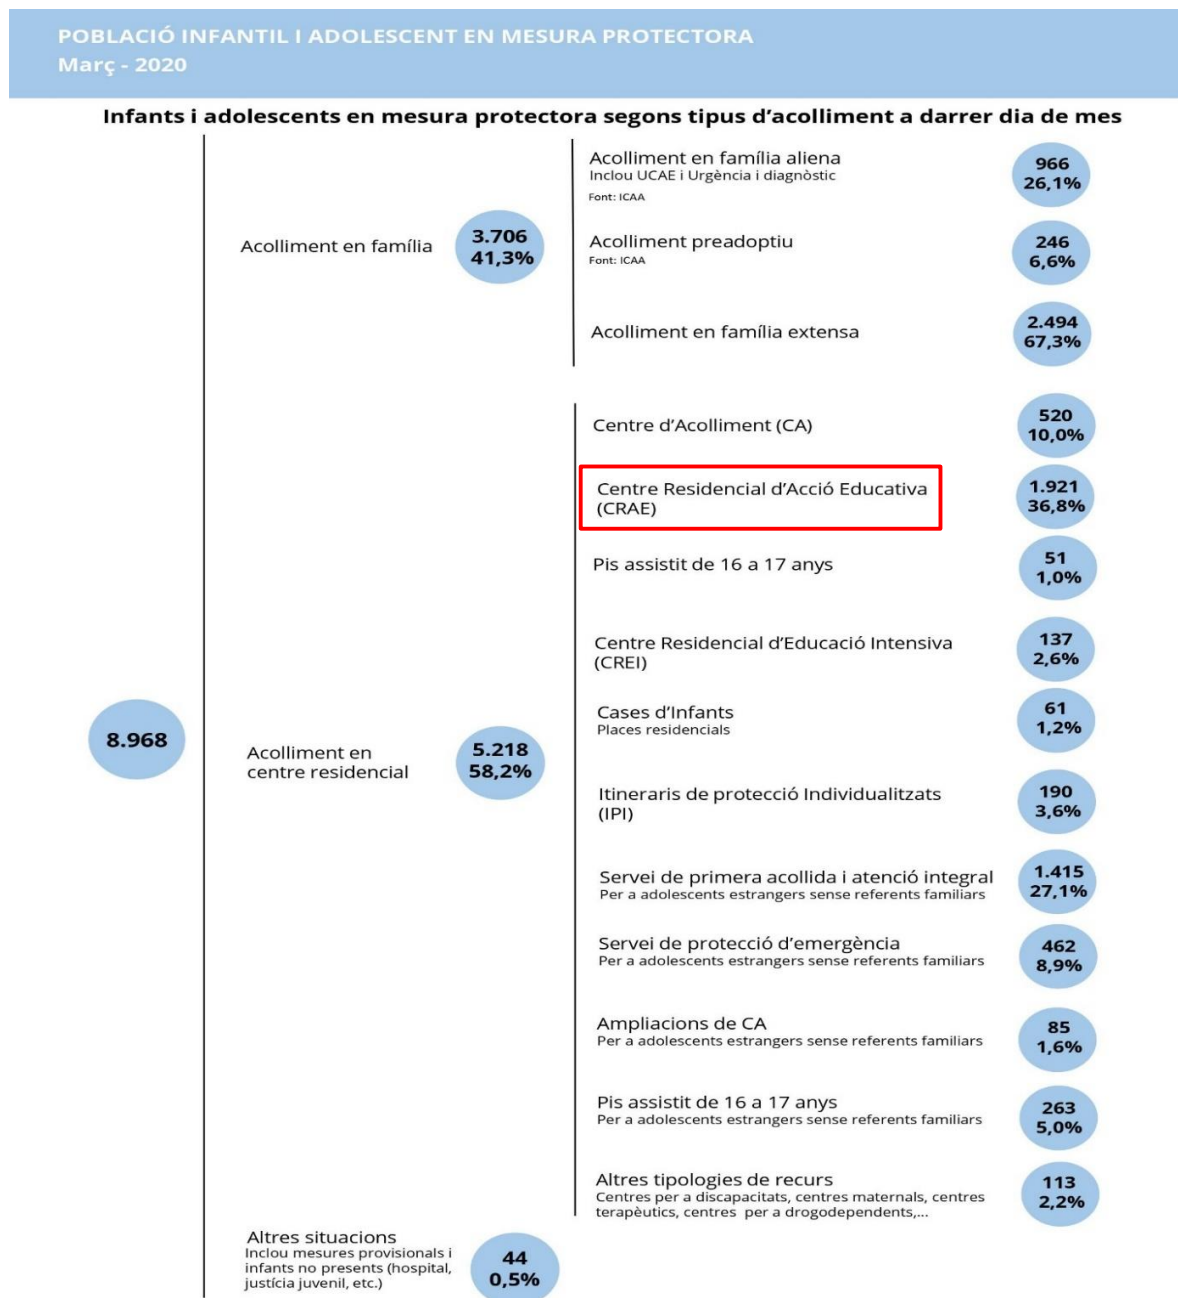 POBLACIÓ INFANTIL I ADOLESCENT EN MESURA PROTECTORA
Març - 2020
Infants i adolescents en mesura protectora segons tipus d'acolliment a darrer dia de mes
8.968
Acolliment en família
3.706
41,3%
Acolliment en família aliena
Inclou UCAE i Urgència i diagnòstic
Font: ICAA
966
26,1%
Acolliment preadoptiu
Font: ICAA
246
6,6%
Acolliment en família extensa
2.494
67,3%
Acolliment en
centre residencial
5.218
58,2%
Centre d'Acolliment (CA)
520
10,0%
Centre Residencial d'Acció Educativa
(CRAE)
1.921
36,8%
Pis assistit de 16 a 17 anys
51
1,0%
Centre Residencial d'Educació Intensiva
(CREI)
137
2,6%
Cases d'Infants
Places residencials
61
1,2%
Itineraris de protecció Individualitzats
(IPI)
190
3,6%
Servei de primera acollida i atenció integral
Per a adolescents estrangers sense referents familiars
1.415
27,1%
Servei de protecció d'emergència
Per a adolescents estrangers sense referents familiars
462
8,9%
Ampliacions de CA
Per a adolescents estrangers sense referents familiars
85
1,6%
Pis assistit de 16 a 17 anys
Per a adolescents estrangers sense referents familiars
263
5,0%
Altres tipologies de recurs
Centres per a discapacitats, centres maternals, centres
terapèutics, centres per a drogodependents,...
113
2,2%
Altres situacions
Inclou mesures provisionals i
infants no presents (hospital,
justícia juvenil, etc.)
44
0,5%